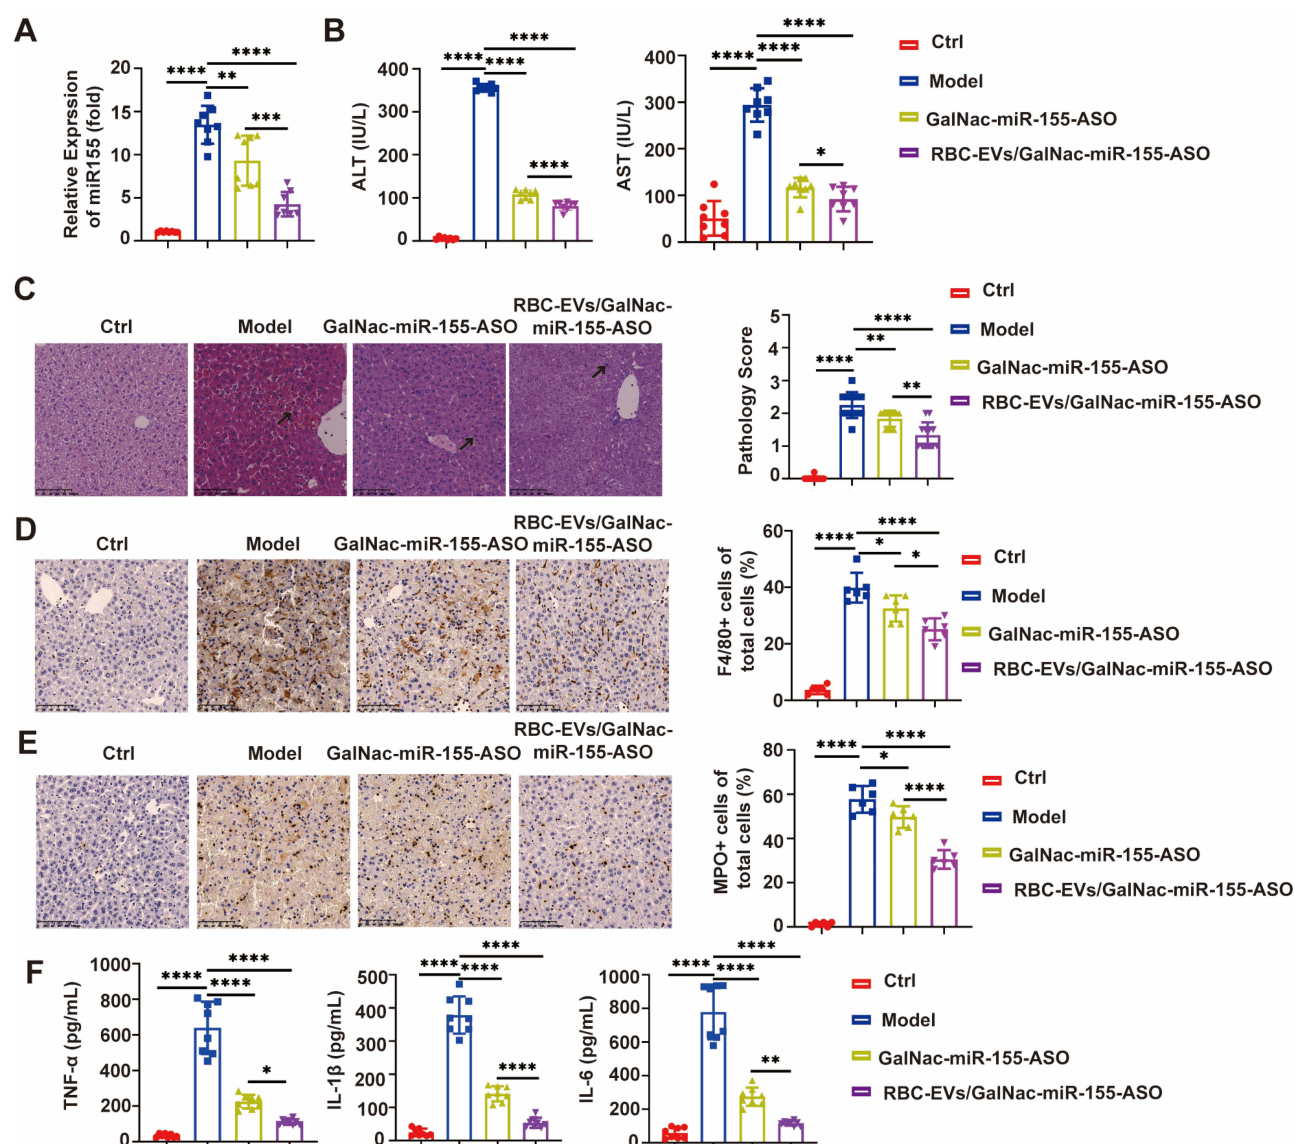 A
Relative Exprssion
of miR155 (fold)
20
15
10
5
0
****
****
**
***
B
ALT (IU/L)
400
300
200
100
0
****
****
****
****
AST (IU/L)
400
300
200
100
0
****
****
****
*
Ctrl
Model
GalNac-miR-155-ASO
RBC-EVs/GalNac-miR-155-ASO
C
Ctrl
Model
GalNac-miR-155-ASO
RBC-EVs/GalNac-
miR-155-ASO
Pathology Score
5
4
3
2
1
0
****
****
**
**
Ctrl
Model
GalNac-miR-155-ASO
RBC-EVs/GalNac-miR-155-ASO
D
Ctrl
Model
GalNac-miR-155-ASO
RBC-EVs/GalNac-
miR-155-ASO
F4/80+ cells of
total cells (%)
60
40
20
0
****
****
*
*
Ctrl
Model
GalNac-miR-155-ASO
RBC-EVs/GalNac-miR-155-ASO
E
Ctrl
Model
GalNac-miR-155-ASO
RBC-EVs/GalNac-
miR-155-ASO
MPO+ cells of
total cells (%)
80
60
40
20
0
****
****
*
****
Ctrl
Model
GalNac-miR-155-ASO
RBC-EVs/GalNac-miR-155-ASO
F
TNF-α (pg/mL)
1000
800
600
400
200
0
****
****
****
*
IL-1β (pg/mL)
500
400
300
200
100
0
****
****
****
****
IL-6 (pg/mL)
1000
800
600
400
200
0
****
****
****
**
Ctrl
Model
GalNac-miR-155-ASO
RBC-EVs/GalNac-miR-155-ASO